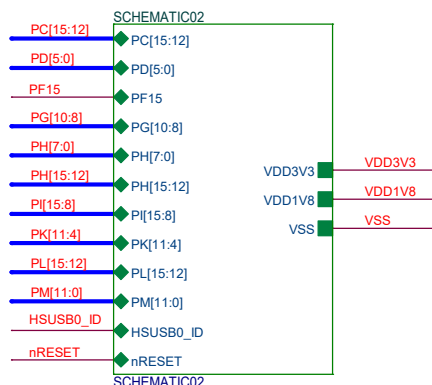 SCHEMATIC02
PC[15:12] PC[15:12]
PD[5:0] PD[5:0]
PF15 PF15
PG[10:8] PG[10:8]
PH[7:0] PH[7:0]
VDD3V3 VDD3V3
PH[15:12] PH[15:12]
VDD1V8 VDD1V8
PI[15:8] PI[15:8]
VSS VSS
PK[11:4] PK[11:4]
PL[15:12] PL[15:12]
PM[11:0] PM[11:0]
HSUSB0_ID HSUSB0_ID
nRESET nRESET
SCHEMATIC02